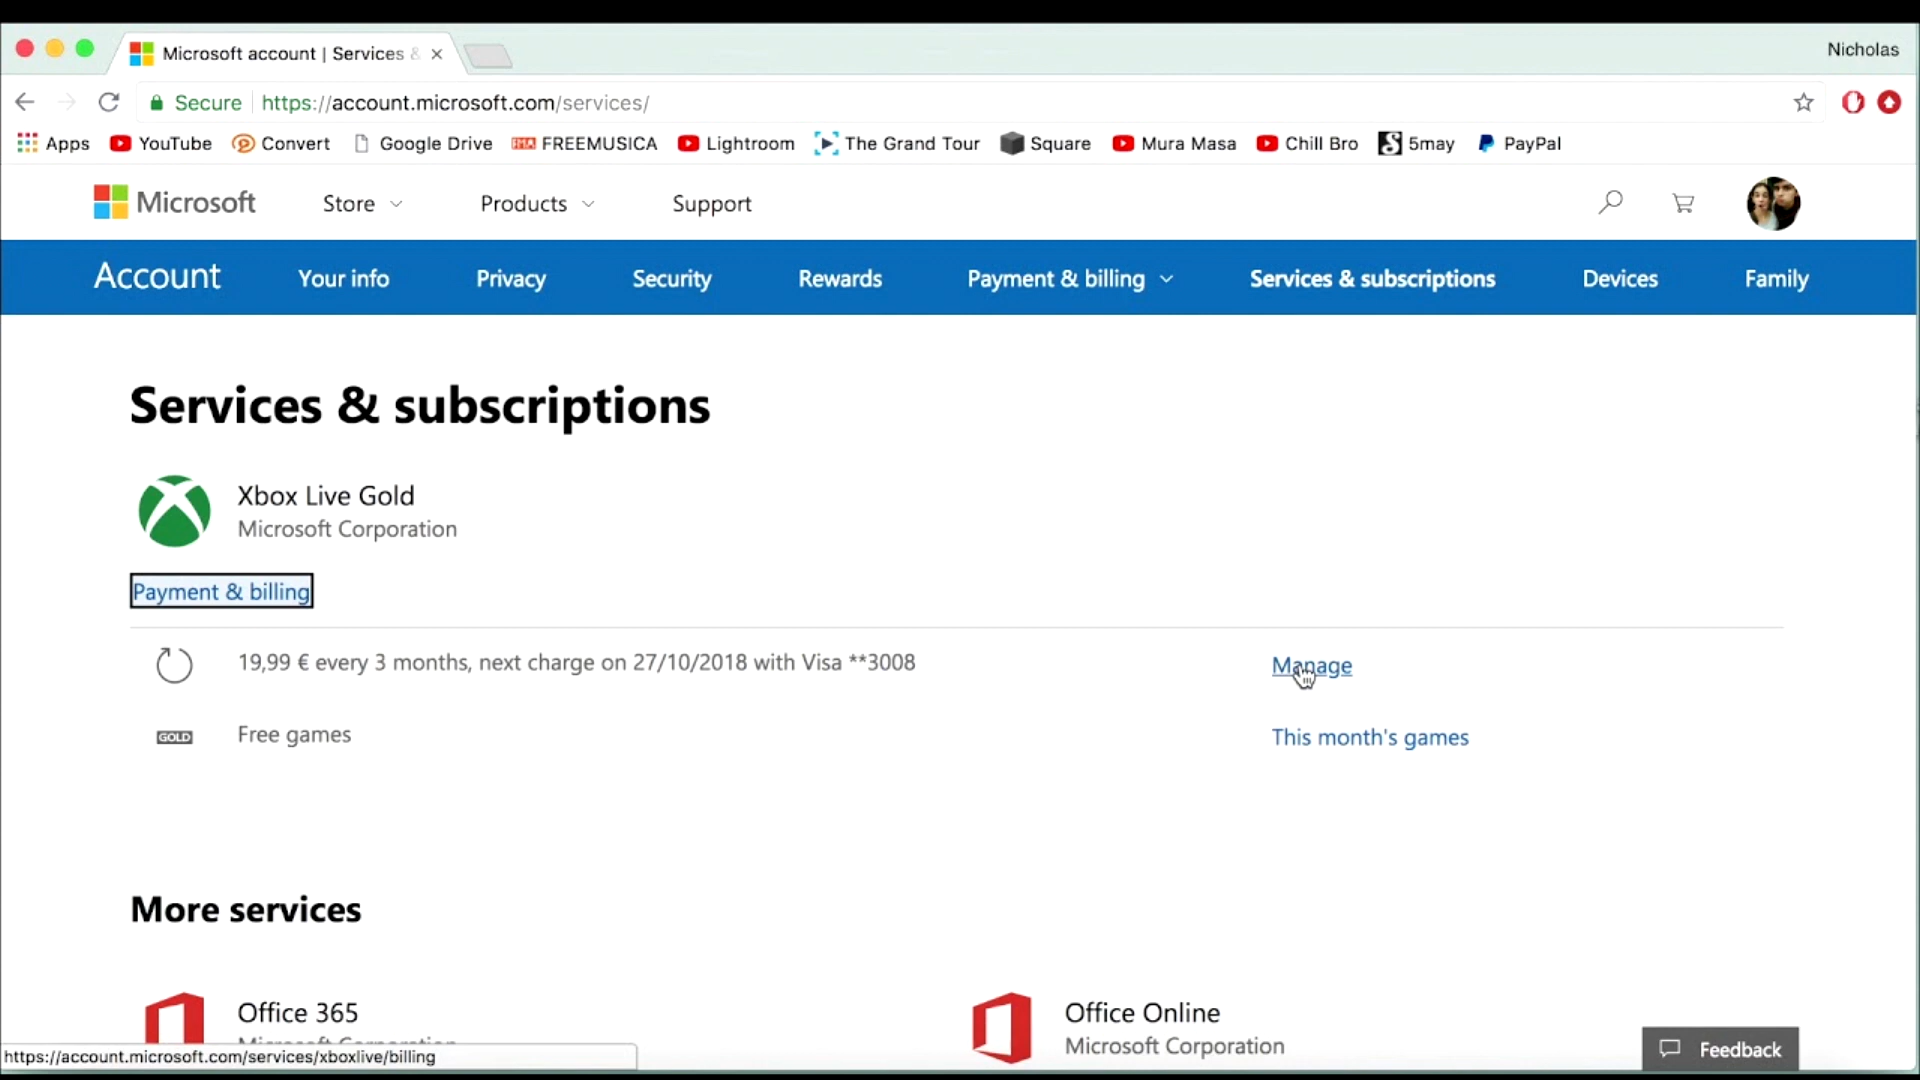 Microsoft account | Services &
Nicholas
Secure https://account.microsoft.com/services/
Apps YouTube Convert Google Drive FREEMUSICA Lightroom The Grand Tour Square Mura Masa Chill Bro 5may PayPal
Microsoft Store Products Support
Account Your info Privacy Security Rewards Payment & billing Services & subscriptions Devices Family
Services & subscriptions
Xbox Live Gold
Microsoft Corporation
Payment & billing
19,99 € every 3 months, next charge on 27/10/2018 with Visa **3008 Manage
GOLD Free games This month's games
More services
Office 365 Office Online
Microsoft Corporation Microsoft Corporation
https://account.microsoft.com/services/xboxlive/billing
Feedback